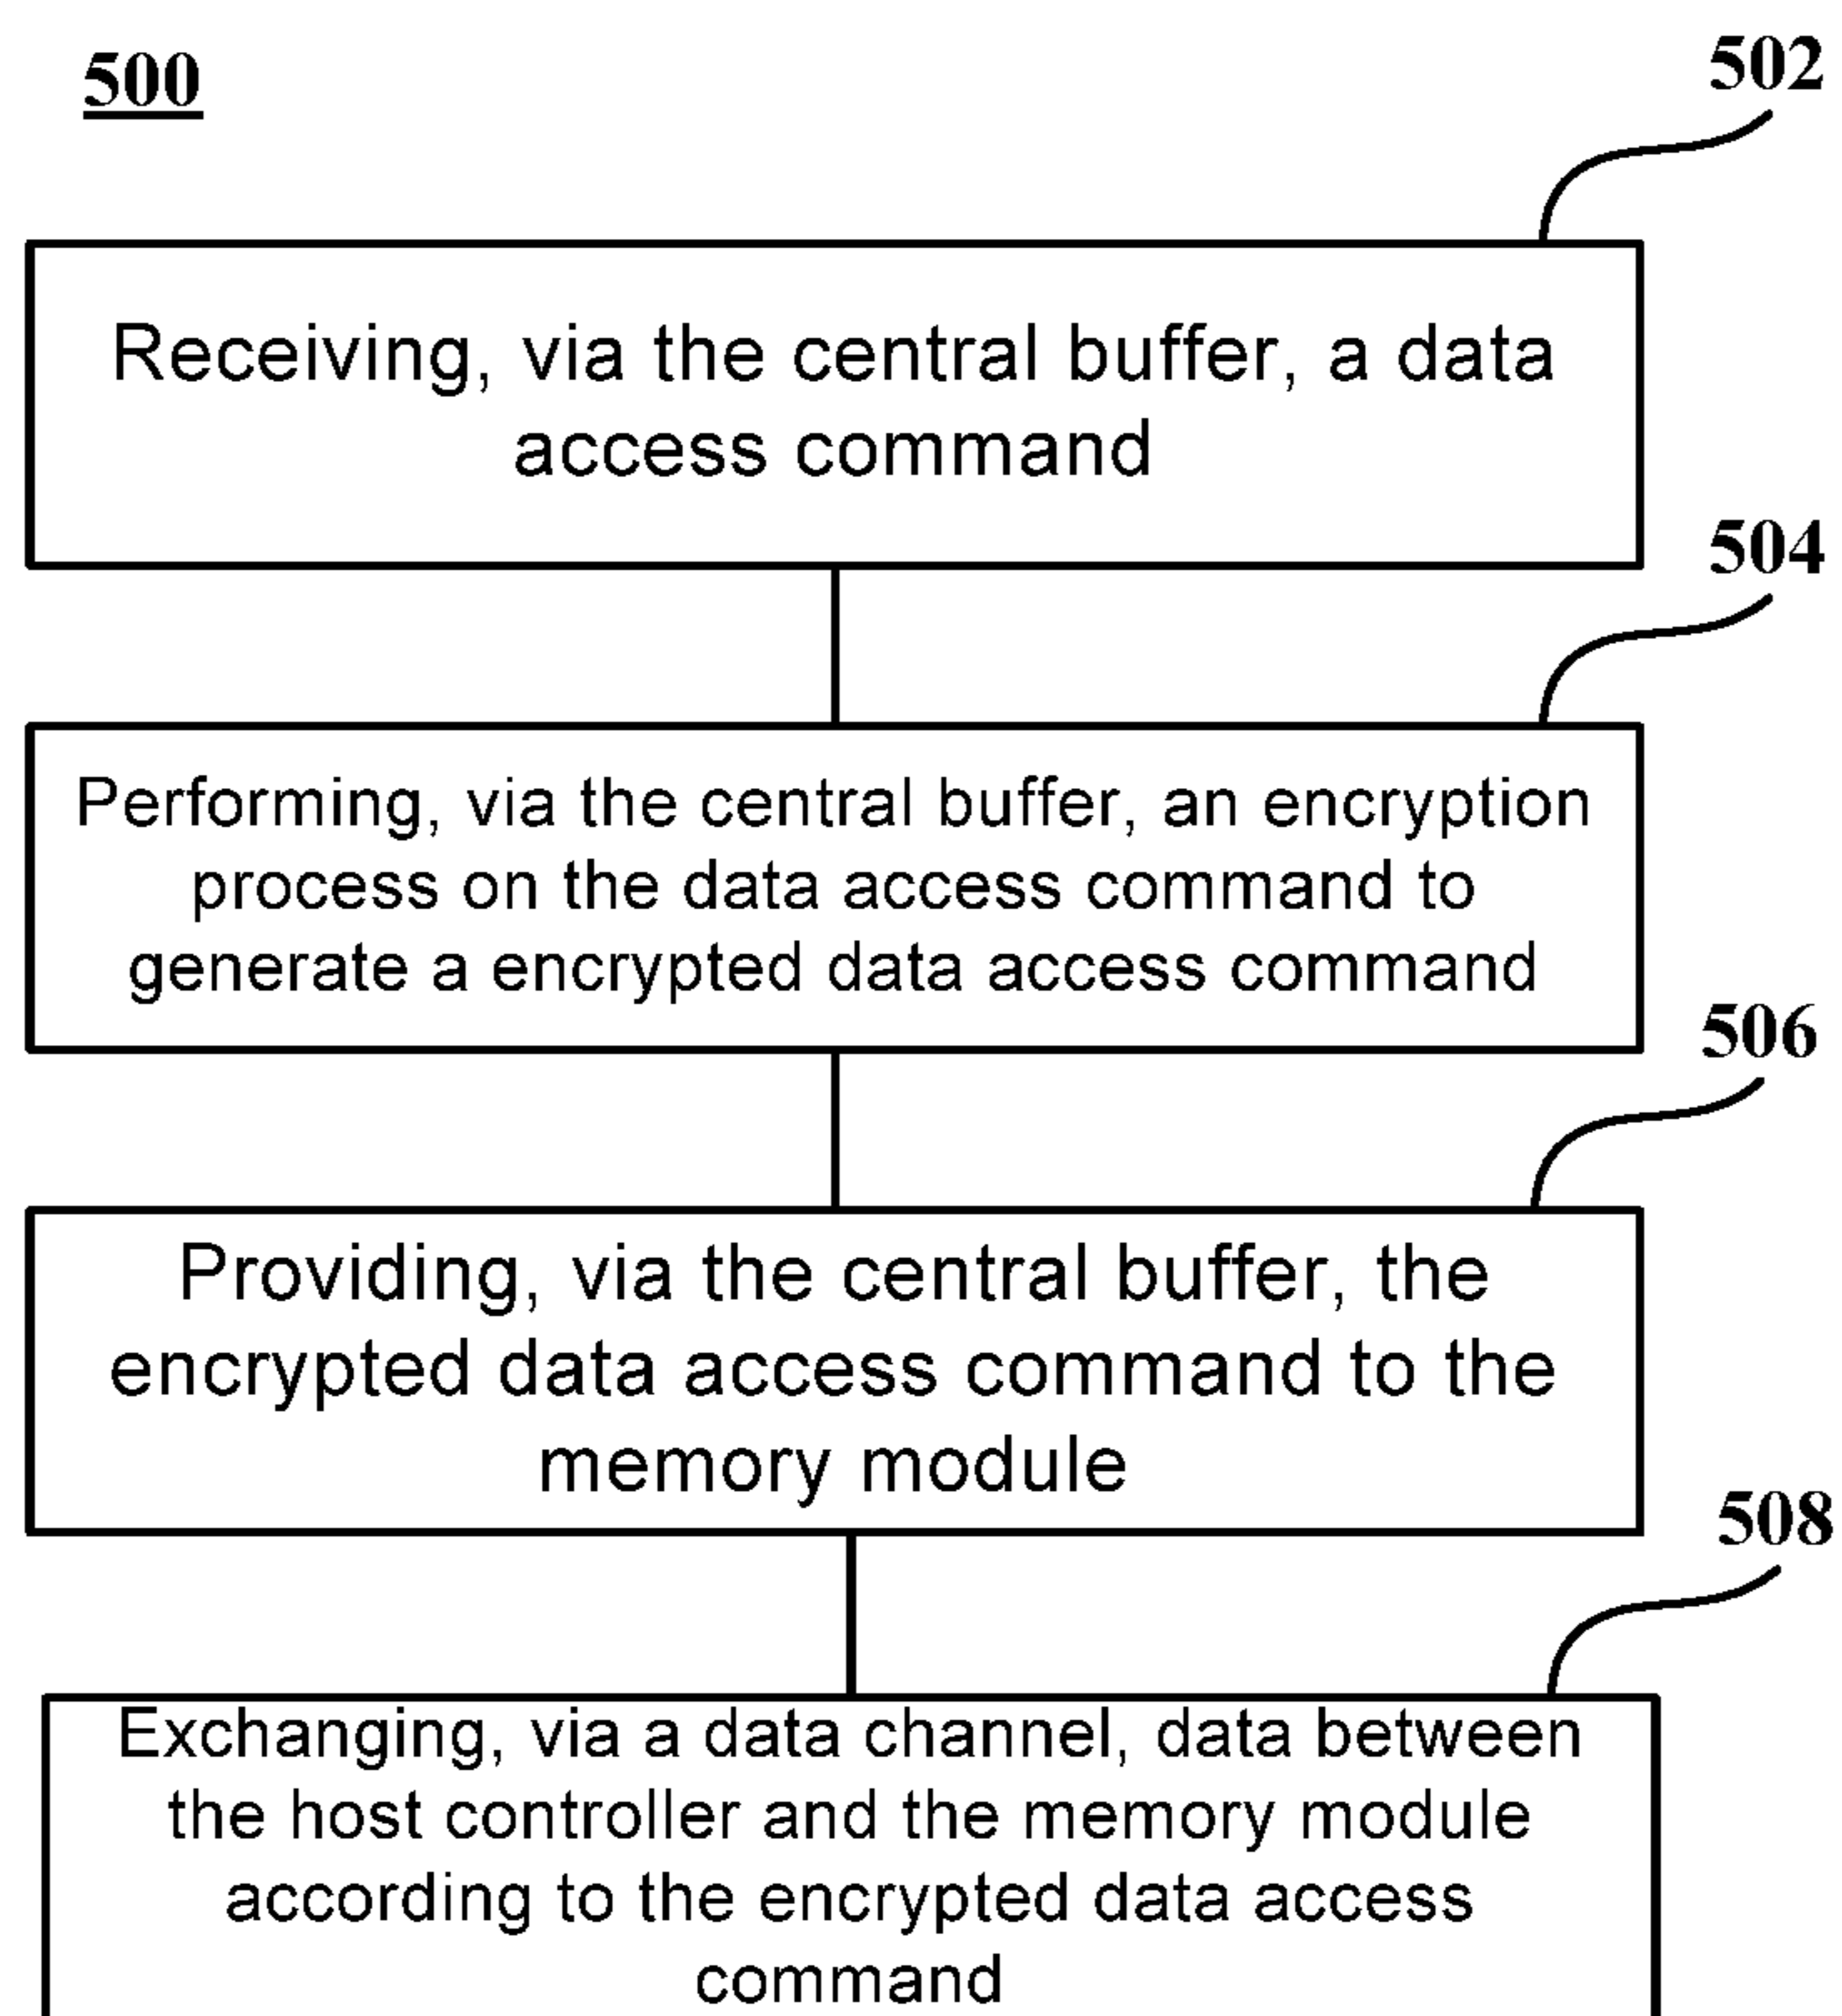 500
502
Receiving, via the central buffer, a data
access command
504
Performing, via the central buffer, an encryption
process on the data access command to
generate a encrypted data access command
506
Providing, via the central buffer, the
encrypted data access command to the
memory module
508
Exchanging, via a data channel, data between
the host controller and the memory module
according to the encrypted data access
command